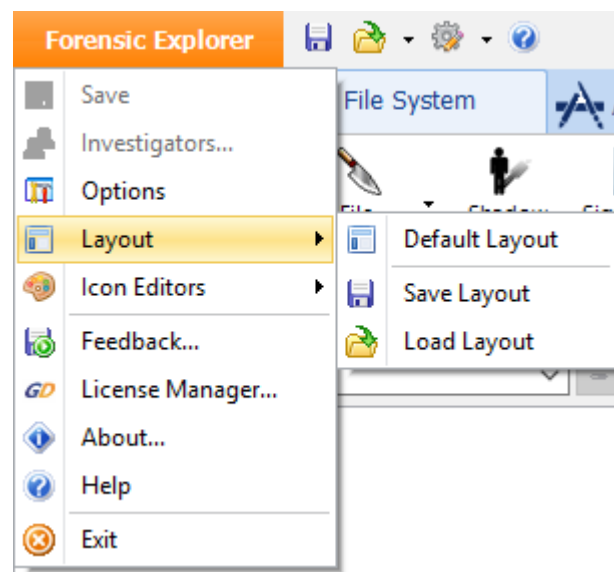 Forensic Explorer
File System
Save
Investigators...
Options
Layout
Default Layout
Icon Editors
Save Layout
Feedback...
Load Layout
GD License Manager...
About...
Help
Exit